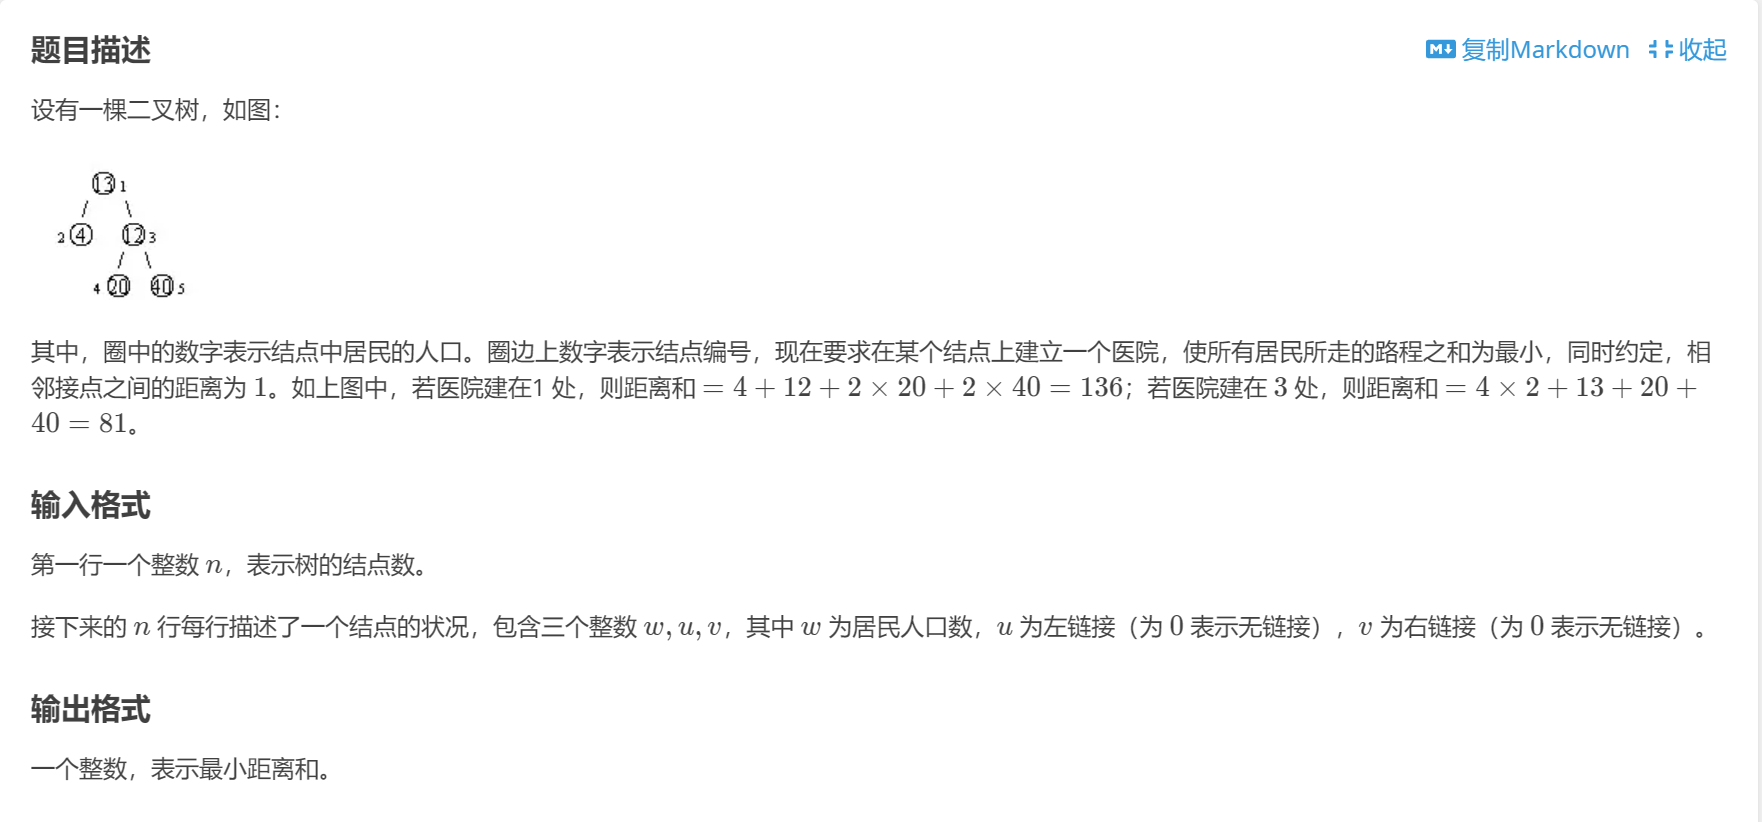 题目描述
复制Markdown 收起
设有一棵二叉树，如图：
13 1
2 4 12 3
4 20 40 5
其中，圈中的数字表示结点中居民的人口。圈边上数字表示结点编号，现在要求在某个结点上建立一个医院，使所有居民所走的路程之和为最小，同时约定，相
邻接点之间的距离为 1。如上图中，若医院建在1 处，则距离和 = 4 + 12 + 2 × 20 + 2 × 40 = 136；若医院建在 3 处，则距离和 = 4 × 2 + 13 + 20 +
40 = 81。
输入格式
第一行一个整数 n，表示树的结点数。
接下来的 n 行每行描述了一个结点的状况，包含三个整数 w, u, v，其中 w 为居民人口数，u 为左链接（为 0 表示无链接），v 为右链接（为 0 表示无链接）。
输出格式
一个整数，表示最小距离和。